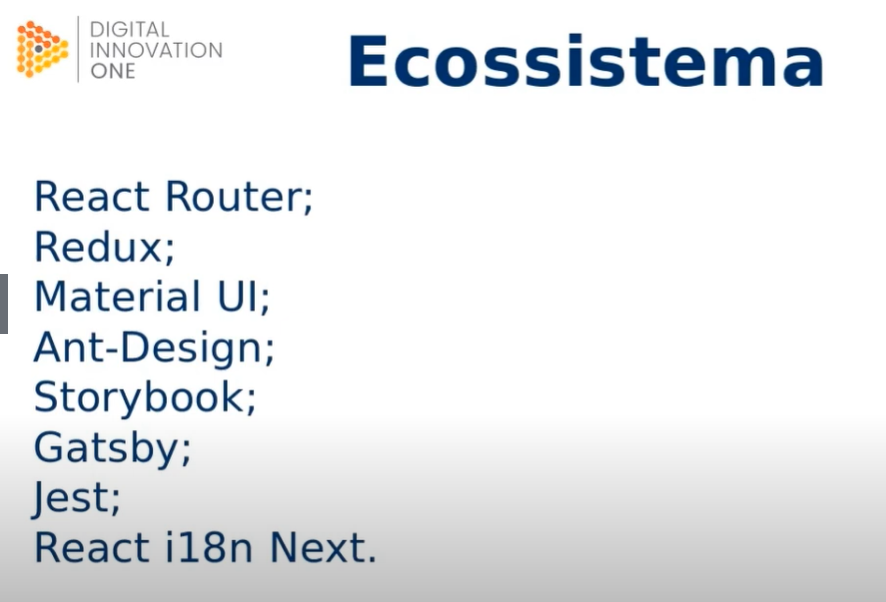 DIGITAL
INNOVATION
ONE
Ecossistema
React Router;
Redux;
Material UI;
Ant-Design;
Storybook;
Gatsby;
Jest;
React i18n Next.